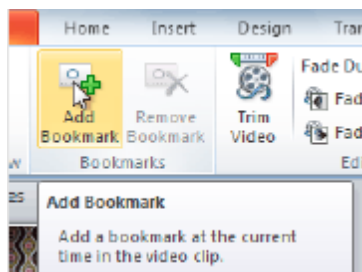 Home Insert Design Tra
Add Bookmark
Remove Bookmark
Trim Video
Fade Du
Fad
Fad
Bookmarks
Edi
Add Bookmark
Add a bookmark at the current
time in the video clip.